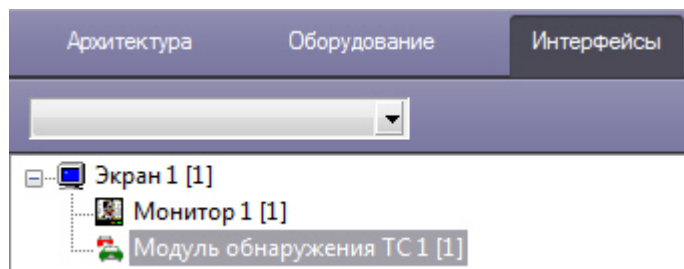 Архитектура Оборудование Интерфейсы
Экран 1 [1]
Монитор 1 [1]
Модуль обнаружения ТС 1 [1]